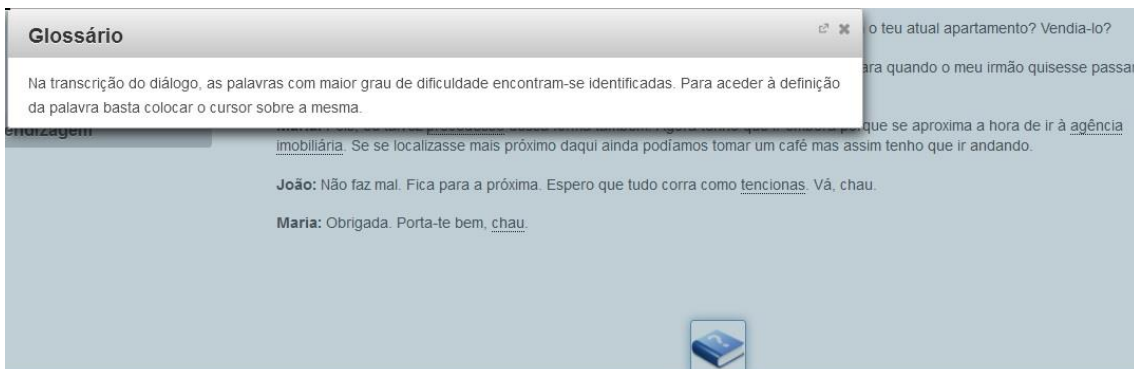 Glossário
Na transcrição do diálogo, as palavras com maior grau de dificuldade encontram-se identificadas. Para aceder à definição
da palavra basta colocar o cursor sobre a mesma.
o teu atual apartamento? Vendia-lo?
quando o meu irmão quisesse passar
que se aproxima a hora de ir à agência
imobiliária. Se se localizasse mais próximo daqui ainda podíamos tomar um café mas assim tenho que ir andando.
João: Não faz mal. Fica para a próxima. Espero que tudo corra como tencionas. Vá, chau.
Maria: Obrigada. Porta-te bem, chau.